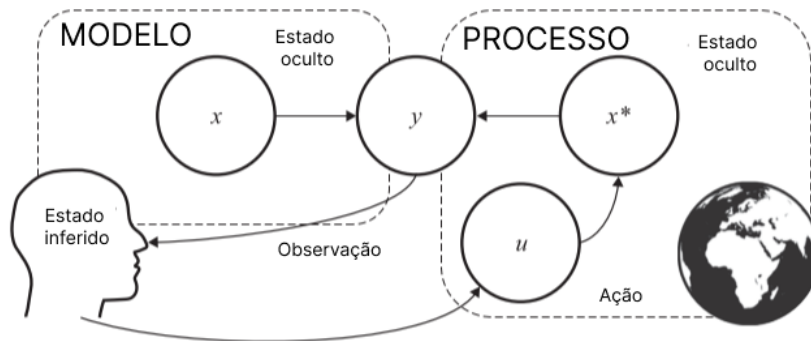 MODELO
Estado
oculto
PROCESSO
Estado
oculto
x
y
x*
Estado
inferido
Observação
u
Ação